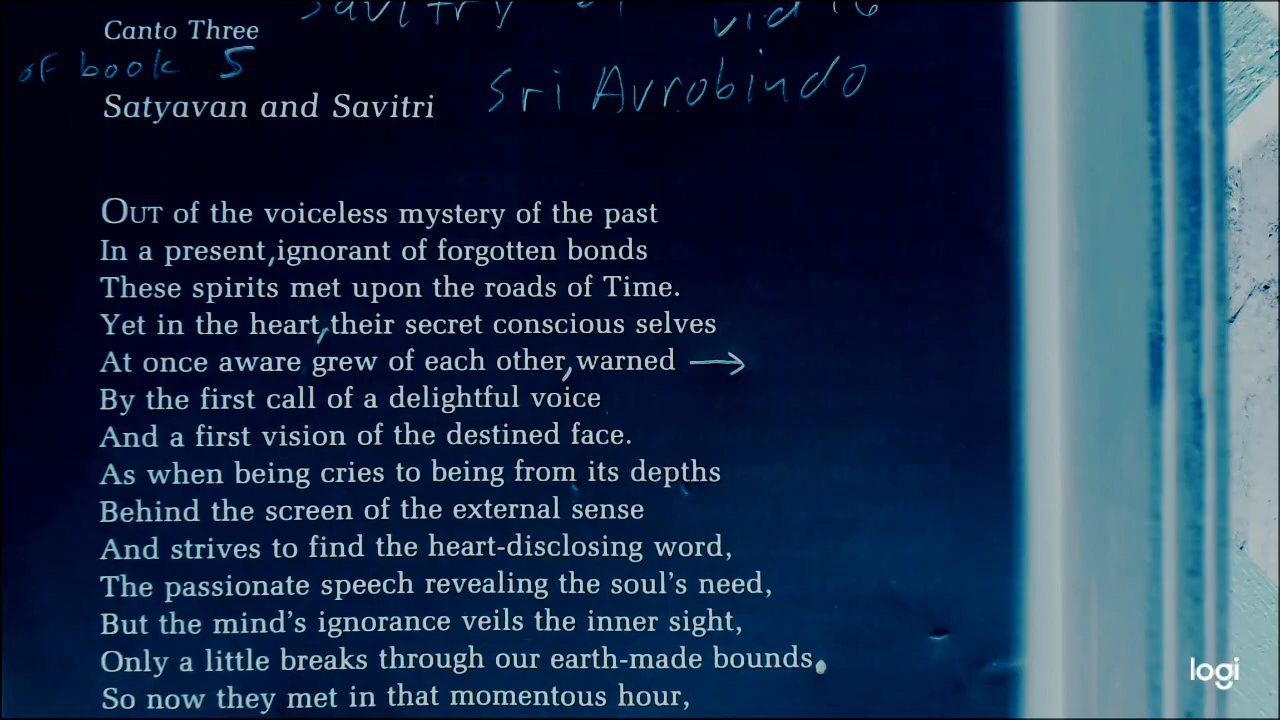 Savitry of vid 16
Canto Three
of book 5
Sri Avrobindo
Satyavan and Savitri
OUT of the voiceless mystery of the past
In a present, ignorant of forgotten bonds
These spirits met upon the roads of Time.
Yet in the heart, their secret conscious selves
At once aware grew of each other, warned →
By the first call of a delightful voice
And a first vision of the destined face.
As when being cries to being from its depths
Behind the screen of the external sense
And strives to find the heart-disclosing word,
The passionate speech revealing the soul's need,
But the mind's ignorance veils the inner sight,
Only a little breaks through our earth-made bounds.
So now they met in that momentous hour,
logi